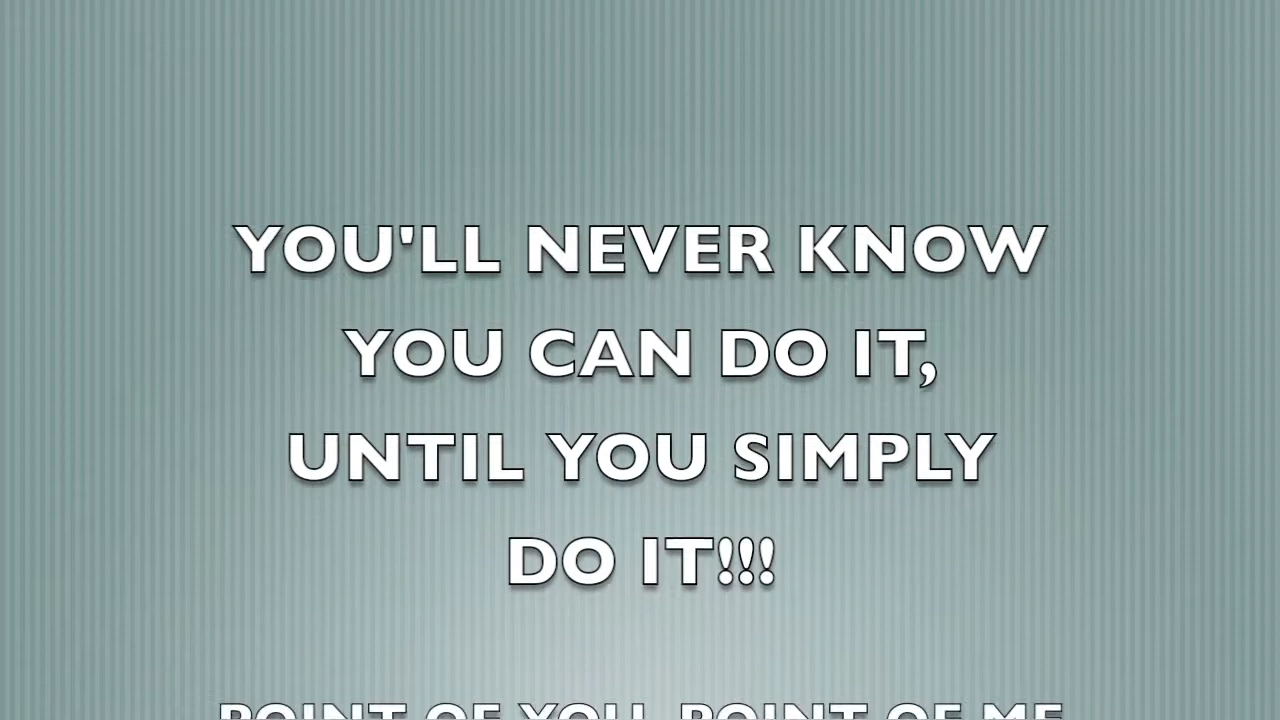 YOU'LL NEVER KNOW
YOU CAN DO IT,
UNTIL YOU SIMPLY
DO IT!!!
POINT OF YOU, POINT OF ME